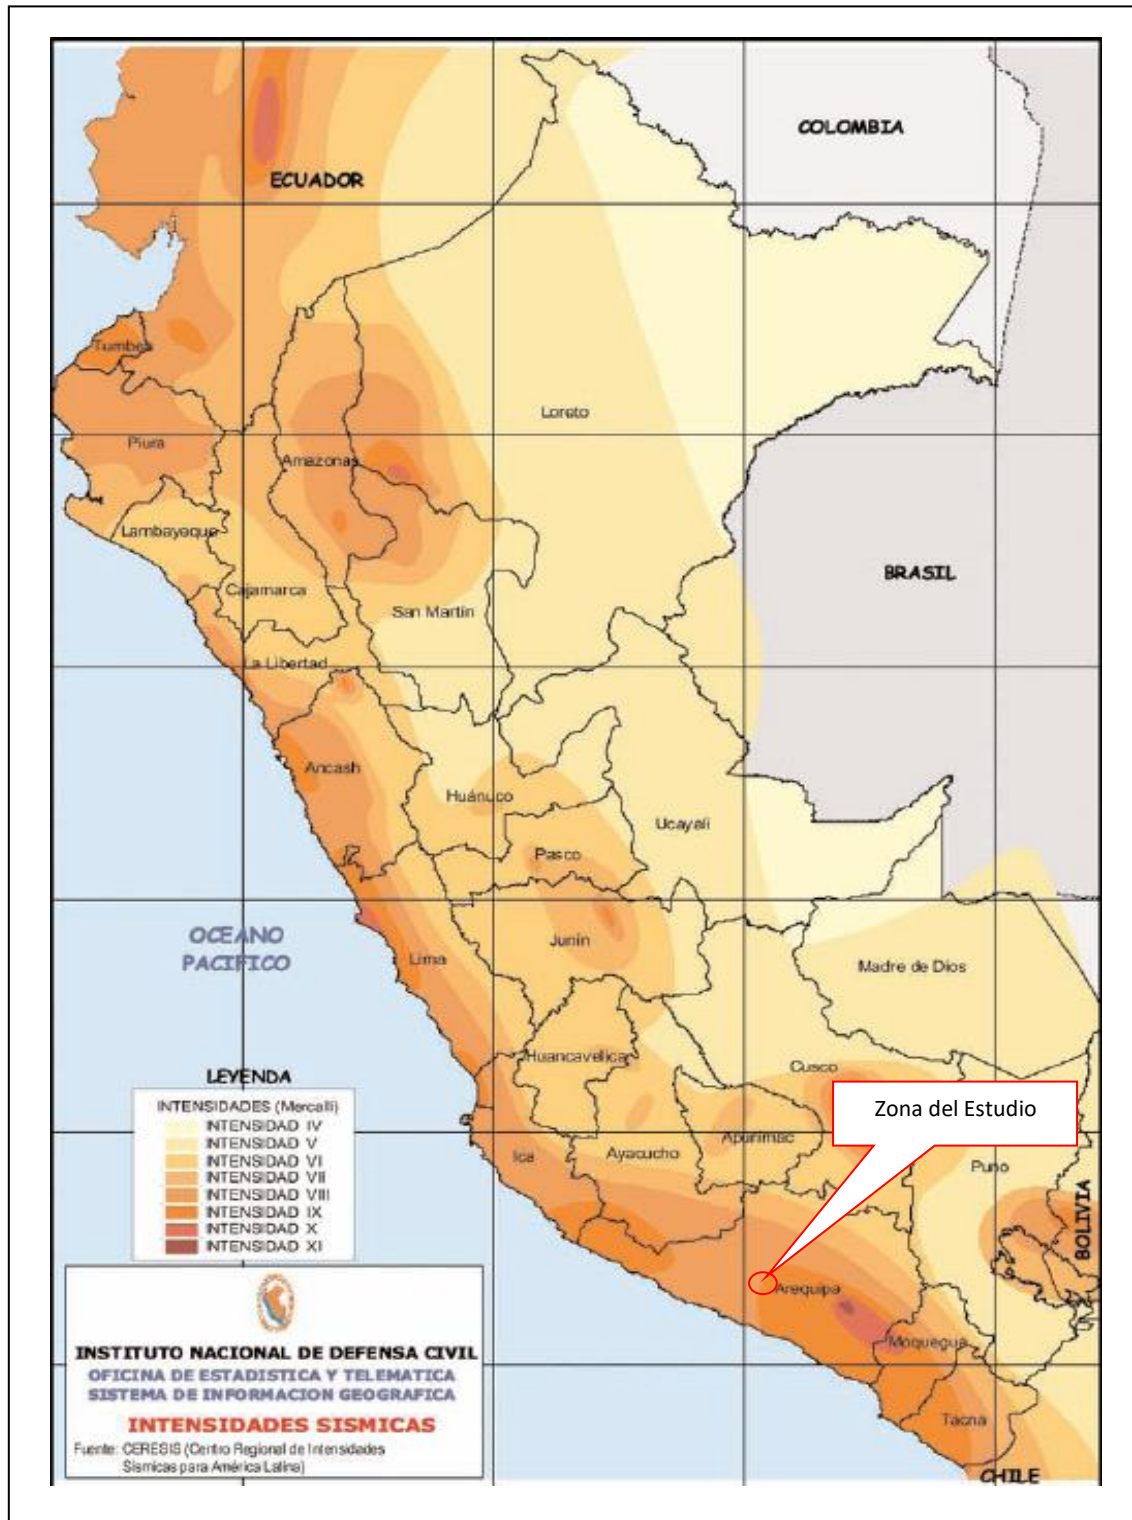 COLOMBIA
ECUADOR
Tumbes
Loreto
Piura
Amazonas
Lambayeque
BRASIL
Cajamarca
San Martín
La Libertad
Ancash
Huánuco
Ucayali
Pasco
OCEANO
PACIFICO
Junín
Lima
Madre de Dios
Huancavelica
Cusco
LEYENDA
INTENSIDADES (Mercalli)
INTENSIDAD IV
INTENSIDAD V
INTENSIDAD VI
INTENSIDAD VII
INTENSIDAD VIII
INTENSIDAD IX
INTENSIDAD X
INTENSIDAD XI
Zona del Estudio
Apurimac
Ica
Ayacucho
Puno
BOLIVIA
Arequipa
Moquegua
Tacna
CHILE
INSTITUTO NACIONAL DE DEFENSA CIVIL
OFICINA DE ESTADISTICA Y TELEMATICA
SISTEMA DE INFORMACION GEOGRAFICA
INTENSIDADES SISMICAS
Fuente: CERESIS (Centro Regional de Intensidades
Sísmicas para América Latina)